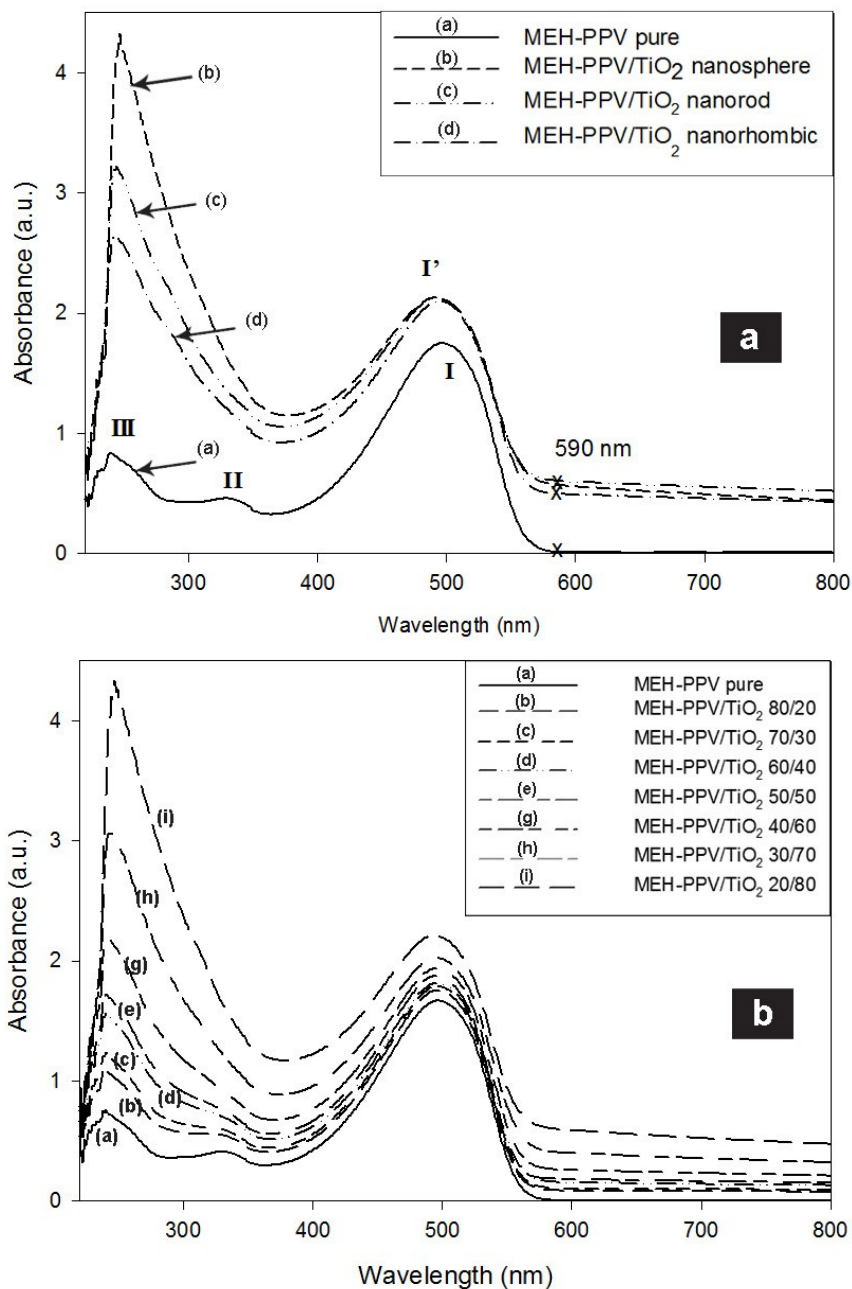 (a) MEH-PPV pure
(b) MEH-PPV/TiO2 nanosphere
(c) MEH-PPV/TiO2 nanorod
(d) MEH-PPV/TiO2 nanorhombic
4
3
2
1
0
Absorbance (a.u.)
(b)
(c)
(d)
(a)
III
II
I'
I
590 nm
x
x
x
a
300 400 500 600 700 800
Wavelength (nm)
(a) MEH-PPV pure
(b) MEH-PPV/TiO2 80/20
(c) MEH-PPV/TiO2 70/30
(d) MEH-PPV/TiO2 60/40
(e) MEH-PPV/TiO2 50/50
(g) MEH-PPV/TiO2 40/60
(h) MEH-PPV/TiO2 30/70
(i) MEH-PPV/TiO2 20/80
4
3
2
1
0
Absorbance (a.u.)
(i)
(h)
(g)
(e)
(c)
(d)
(b)
(a)
b
300 400 500 600 700 800
Wavelength (nm)